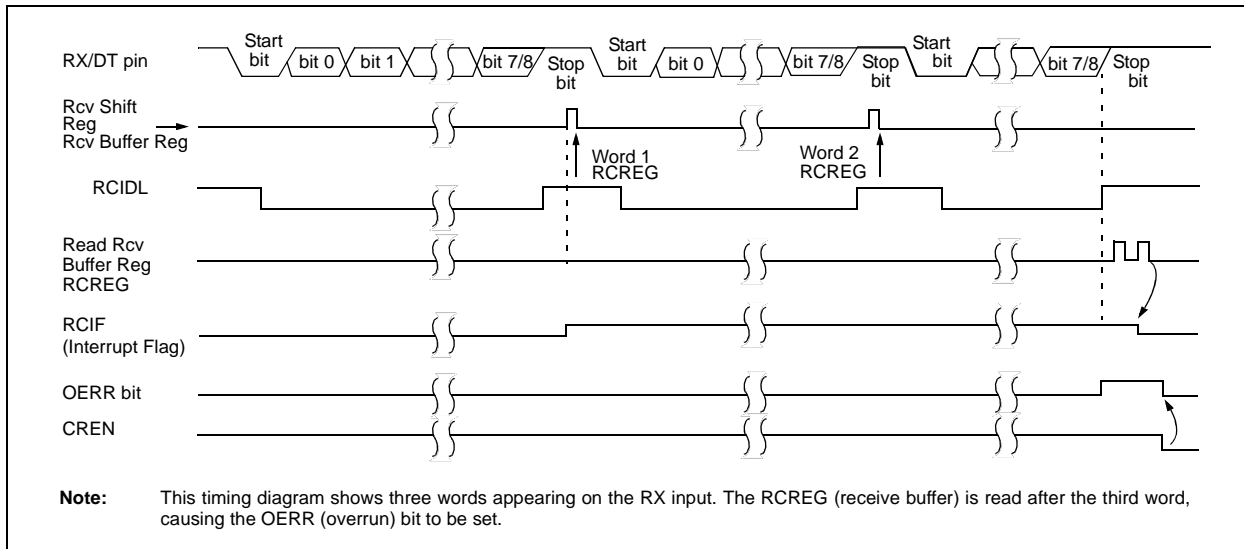 Start
bit
bit 0
bit 1
bit 7/8
Stop
bit
Start
bit
bit 0
bit 7/8
Stop
bit
Start
bit
bit 7/8
Stop
bit
RX/DT pin
Rcv Shift
Reg
Rcv Buffer Reg
Word 1
RCREG
Word 2
RCREG
RCIDL
Read Rcv
Buffer Reg
RCREG
RCIF
(Interrupt Flag)
OERR bit
CREN
Note: This timing diagram shows three words appearing on the RX input. The RCREG (receive buffer) is read after the third word,
causing the OERR (overrun) bit to be set.